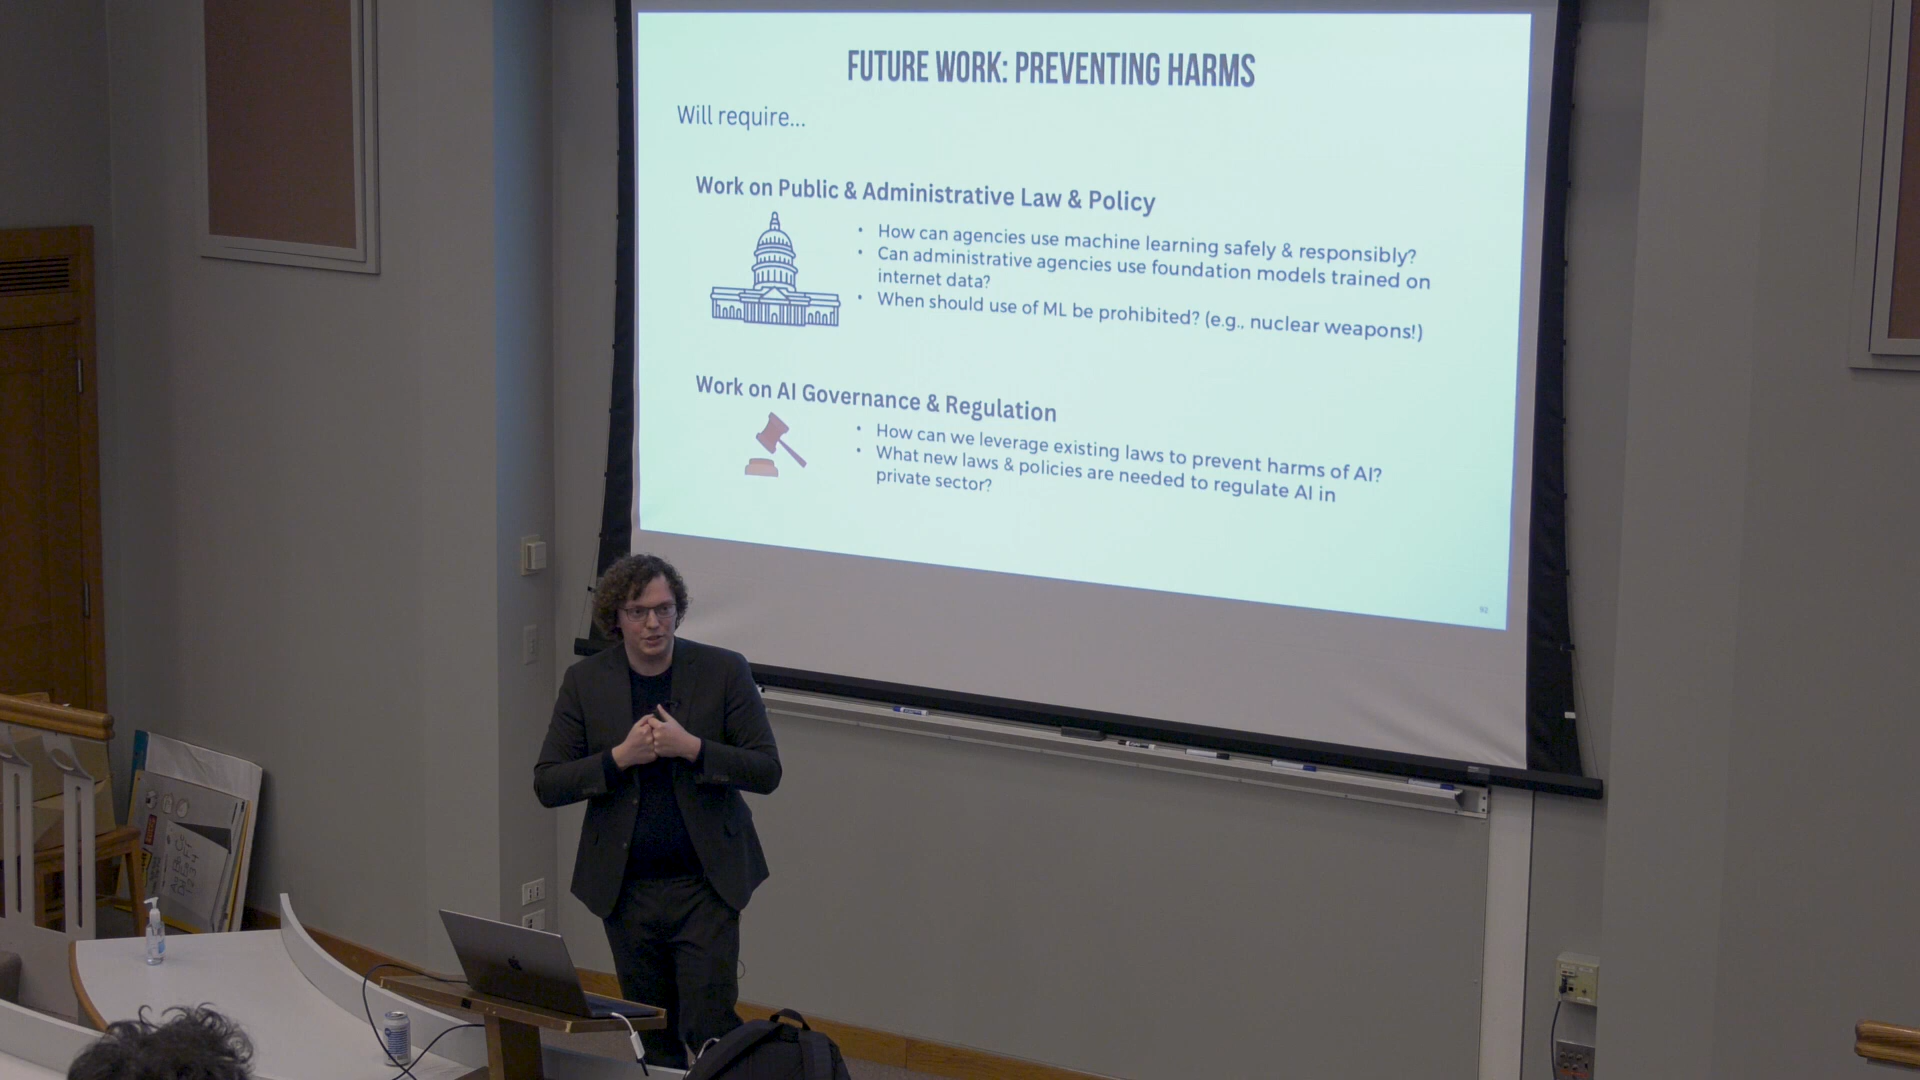 FUTURE WORK: PREVENTING HARMS
Will require...
Work on Public & Administrative Law & Policy
• How can agencies use machine learning safely & responsibly?
• Can administrative agencies use foundation models trained on
internet data?
• When should use of ML be prohibited? (e.g., nuclear weapons!)
Work on AI Governance & Regulation
• How can we leverage existing laws to prevent harms of AI?
• What new laws & policies are needed to regulate AI in
private sector?